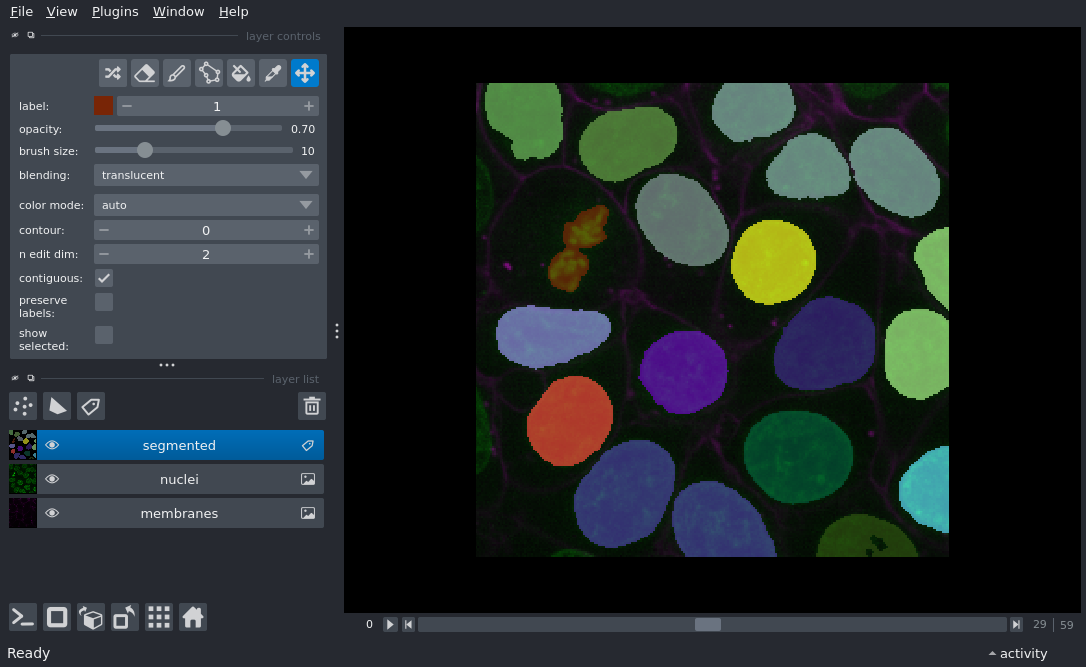 File View Plugins Window Help
layer controls
label: 1
opacity: 0.70
brush size: 10
blending: translucent
color mode: auto
contour: 0
n edit dim: 2
contiguous:
preserve
labels:
show
selected:
layer list
segmented
nuclei
membranes
0 29 | 59
Ready activity